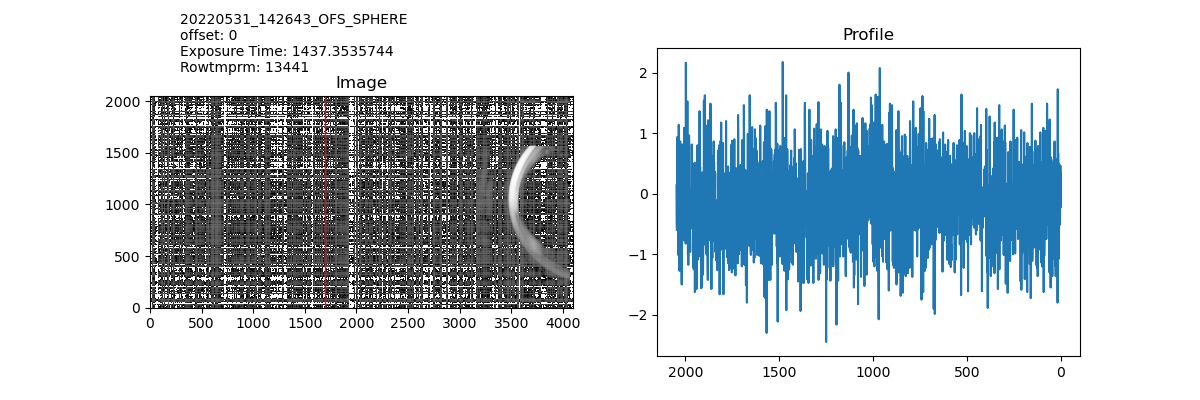 20220531_142643_OFS_SPHERE
offset: 0
Exposure Time: 1437.3535744
Rowtmprm: 13441
Image
2000
1500
1000
500
0
0 500 1000 1500 2000 2500 3000 3500 4000
Profile
2
1
0
−1
−2
2000 1500 1000 500 0